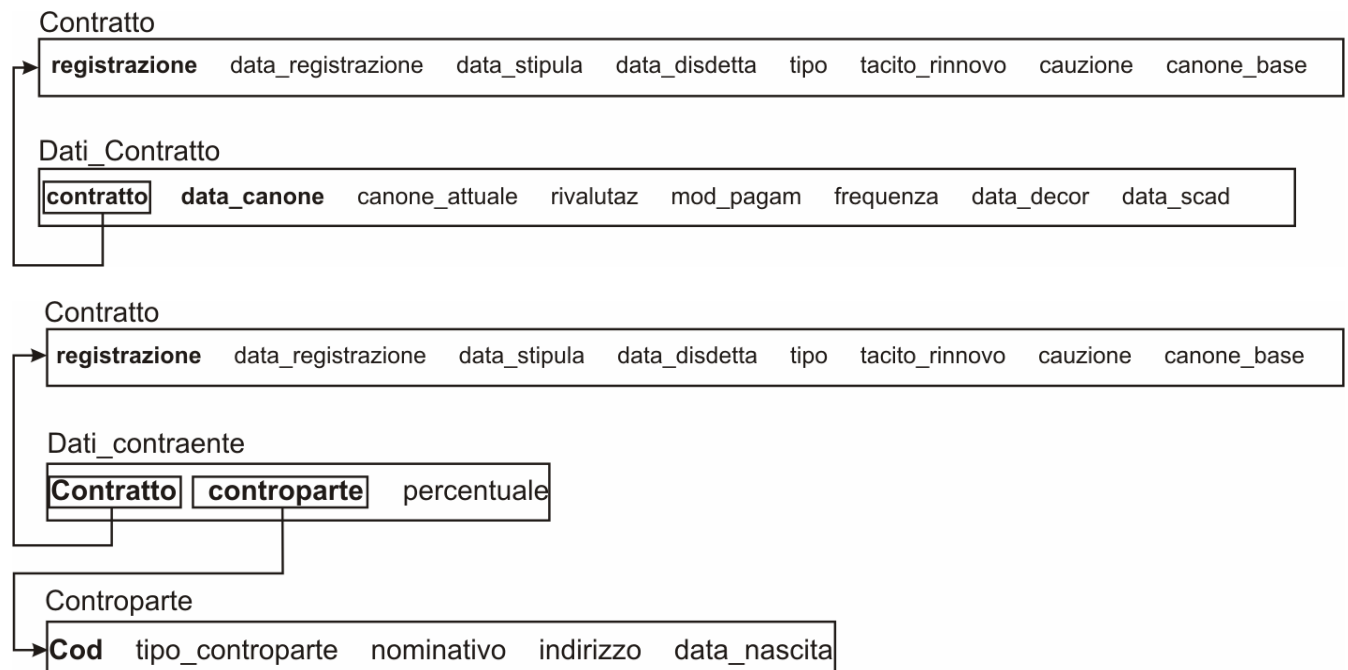 Contratto
registrazione data_registrazione data_stipula data_disdetta tipo tacito_rinnovo cauzione canone_base
Dati_Contratto
contratto data_canone canone_attuale rivalutaz mod_pagam frequenza data_decor data_scad
Contratto
registrazione data_registrazione data_stipula data_disdetta tipo tacito_rinnovo cauzione canone_base
Dati_contraente
Contratto controparte percentuale
Controparte
Cod tipo_controparte nominativo indirizzo data_nascita